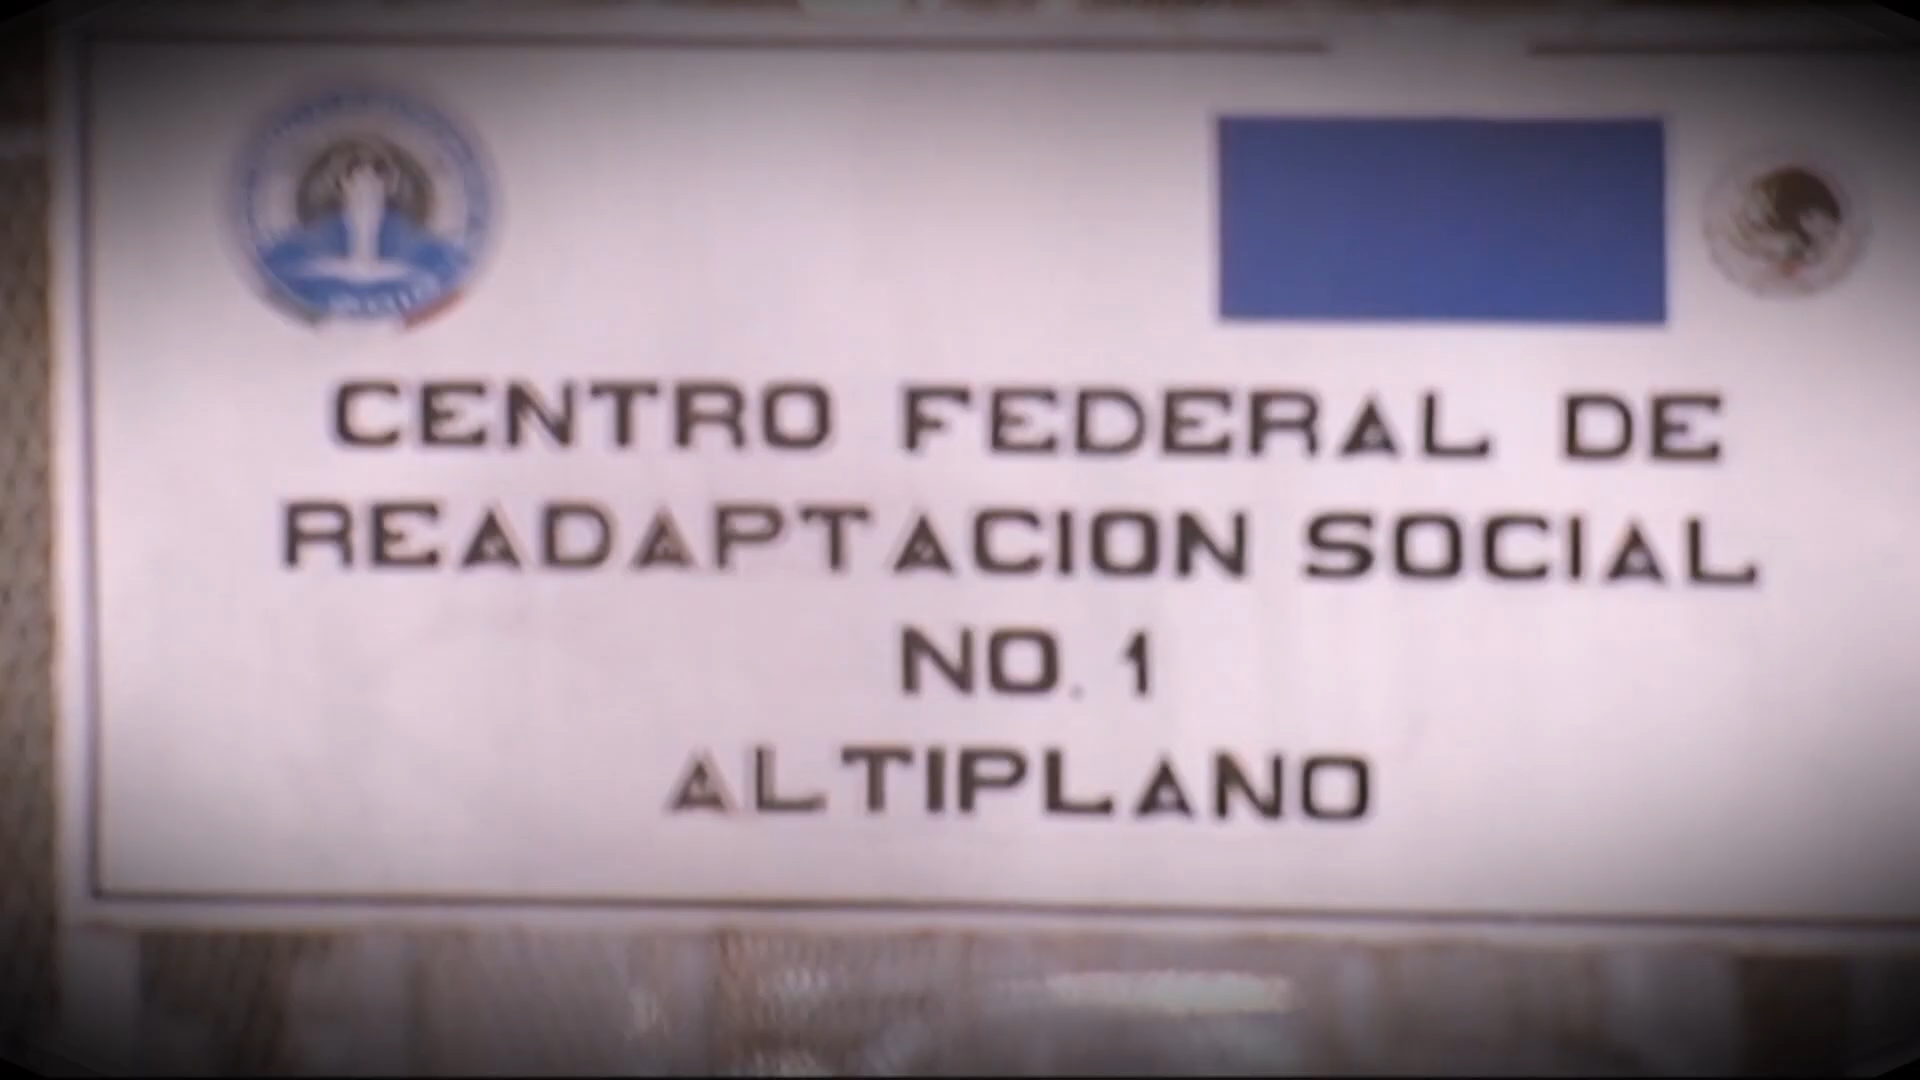 CENTRO FEDERAL DE
READAPTACION SOCIAL
NO. 1
ALTIPLANO